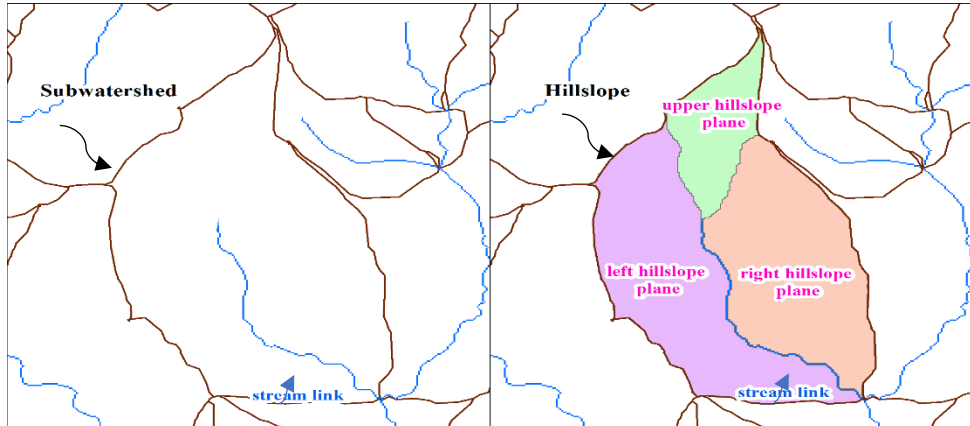 Subwatershed
stream link
Hillslope
upper hillslope
plane
left hillslope
plane
right hillslope
plane
stream link